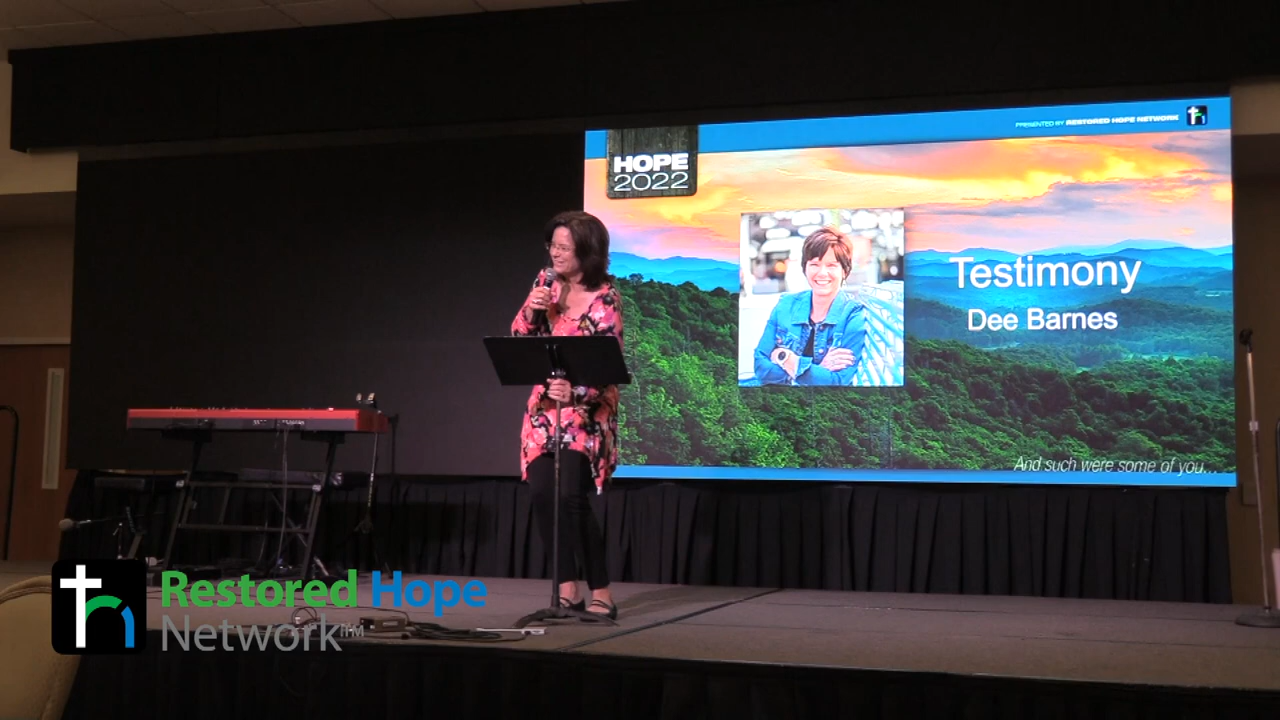 PRESENTED BY RESTORED HOPE NETWORK
HOPE
2022
Testimony
Dee Barnes
And such were some of you...
Restored Hope
Network™